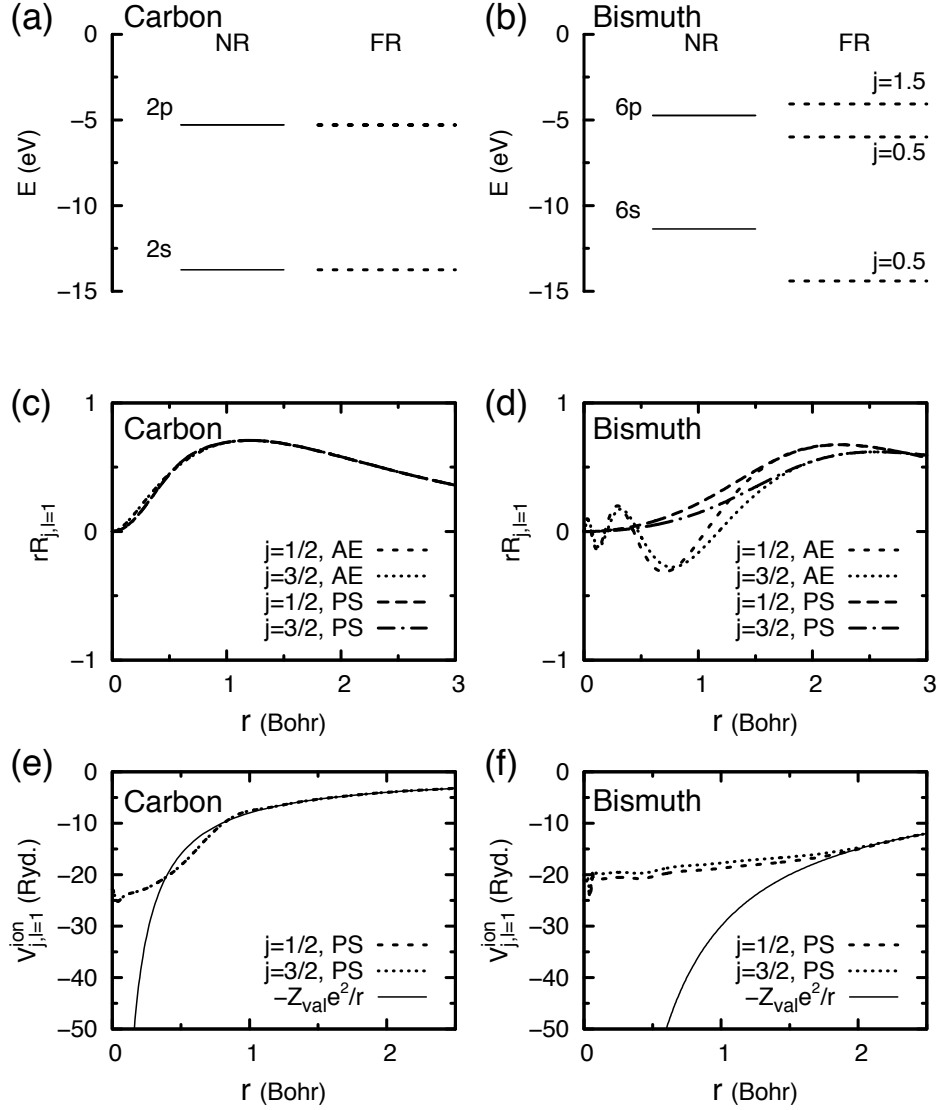 (a) Carbon
NR FR
0
−5
−10
−15
E (eV)
2p
2s
(b) Bismuth
NR FR
0
−5
−10
−15
E (eV)
6p
6s
j=1.5
j=0.5
j=0.5
(c) Carbon
1
0
−1
rR_{j,l=1}
j=1/2, AE
j=3/2, AE
j=1/2, PS
j=3/2, PS
0 1 2 3
r (Bohr)
(d) Bismuth
1
0
−1
rR_{j,l=1}
j=1/2, AE
j=3/2, AE
j=1/2, PS
j=3/2, PS
0 1 2 3
r (Bohr)
(e) Carbon
0
−10
−20
−30
−40
−50
V^{ion}_{j,l=1} (Ryd.)
j=1/2, PS
j=3/2, PS
−Z_{val}e²/r
0 1 2
r (Bohr)
(f) Bismuth
0
−10
−20
−30
−40
−50
V^{ion}_{j,l=1} (Ryd.)
j=1/2, PS
j=3/2, PS
−Z_{val}e²/r
0 1 2
r (Bohr)